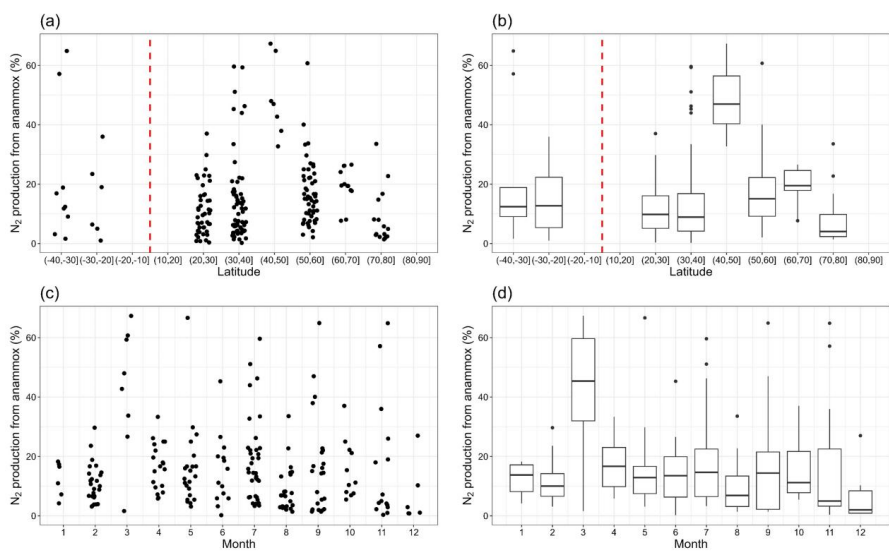 (a)
N₂ production from anammox (%)
60
40
20
0
(-40,-30] (-30,-20] (-20,-10] (10,20] (20,30] (30,40] (40,50] (50,60] (60,70] (70,80] (80,90]
Latitude
(b)
N₂ production from anammox (%)
60
40
20
0
(-40,-30] (-30,-20] (-20,-10] (10,20] (20,30] (30,40] (40,50] (50,60] (60,70] (70,80] (80,90]
Latitude
(c)
N₂ production from anammox (%)
60
40
20
0
1 2 3 4 5 6 7 8 9 10 11 12
Month
(d)
N₂ production from anammox (%)
60
40
20
0
1 2 3 4 5 6 7 8 9 10 11 12
Month